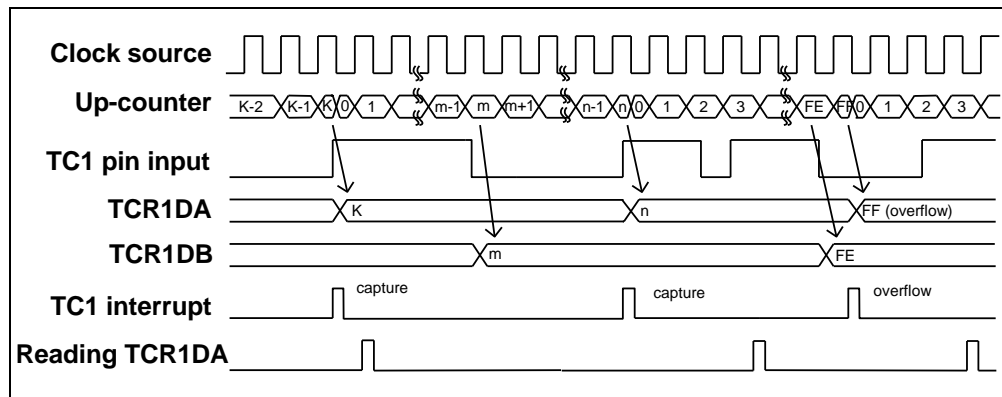 Clock source
Up-counter K-2 K-1 K 0 1 m-1 m m+1 n-1 n 0 1 2 3 FE FF 0 1 2 3
TC1 pin input
TCR1DA K n FF (overflow)
TCR1DB m FE
TC1 interrupt capture capture overflow
Reading TCR1DA